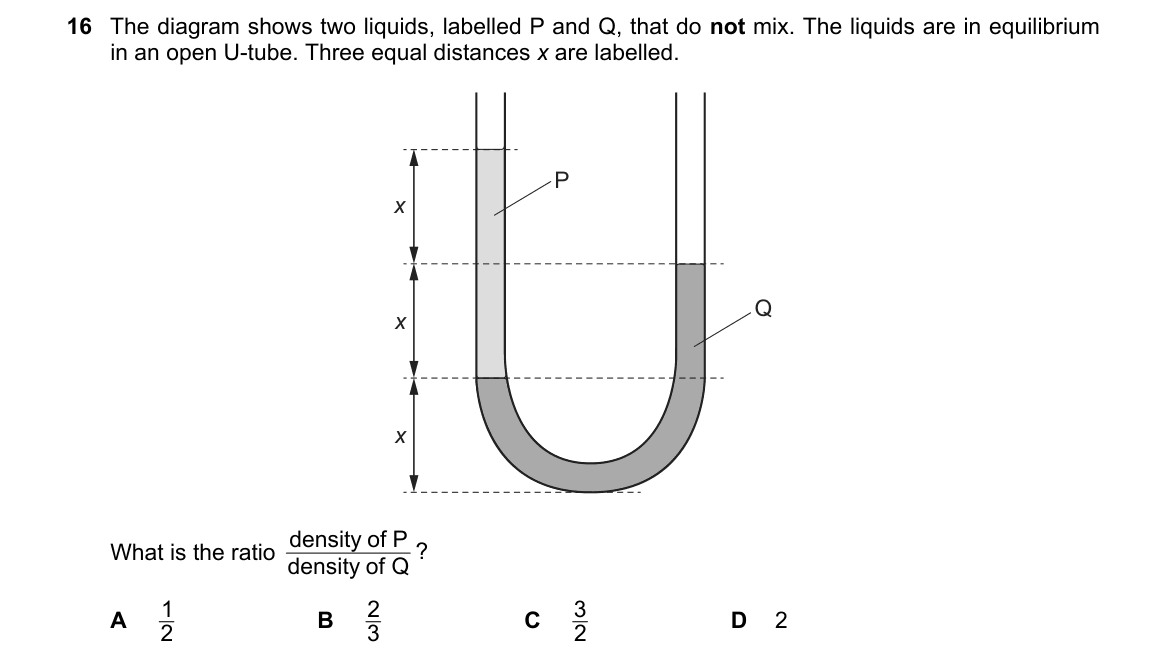 16 The diagram shows two liquids, labelled P and Q, that do not mix. The liquids are in equilibrium
in an open U-tube. Three equal distances x are labelled.
P
x
x
Q
x
What is the ratio density of P / density of Q ?
A 1/2 B 2/3 C 3/2 D 2